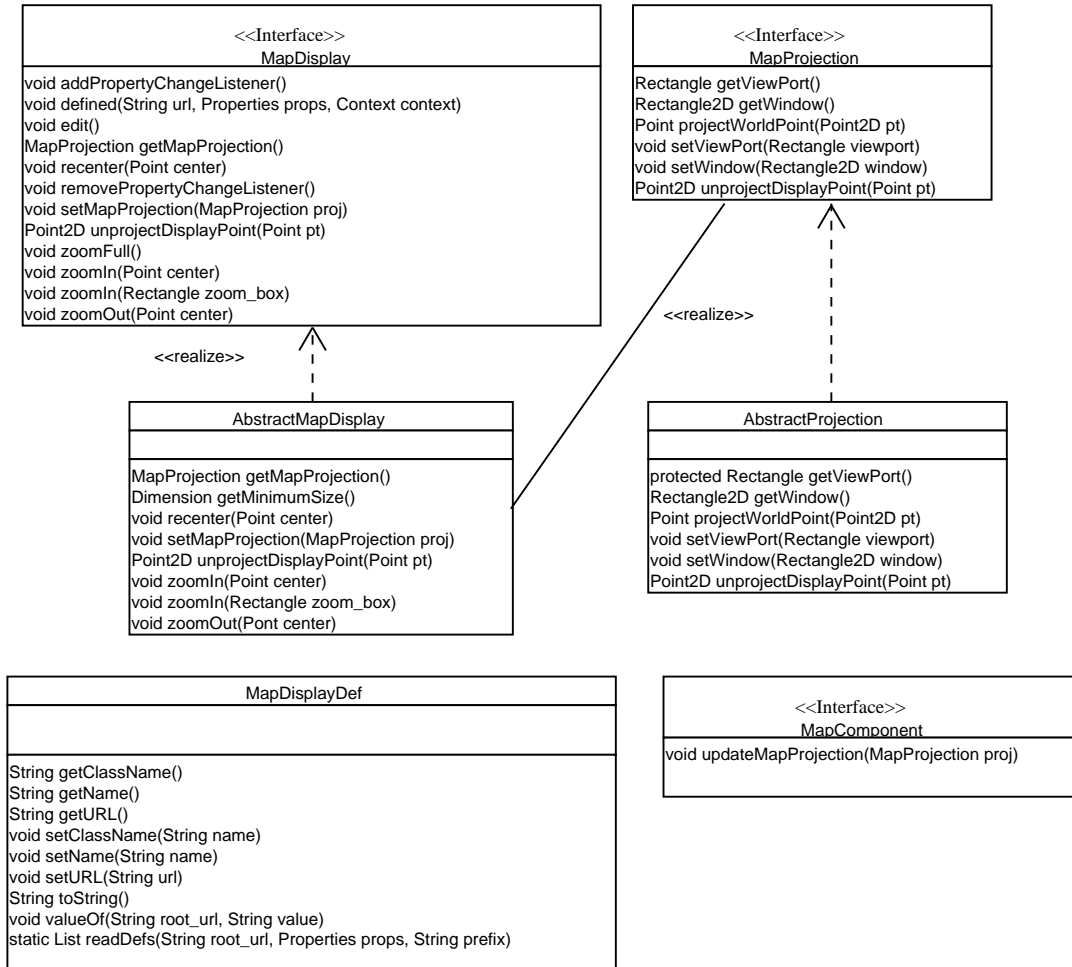 <<Interface>>
MapDisplay
void addPropertyChangeListener()
void defined(String url, Properties props, Context context)
void edit()
MapProjection getMapProjection()
void recenter(Point center)
void removePropertyChangeListener()
void setMapProjection(MapProjection proj)
Point2D unprojectDisplayPoint(Point pt)
void zoomFull()
void zoomIn(Point center)
void zoomIn(Rectangle zoom_box)
void zoomOut(Point center)
<<Interface>>
MapProjection
Rectangle getViewPort()
Rectangle2D getWindow()
Point projectWorldPoint(Point2D pt)
void setViewPort(Rectangle viewport)
void setWindow(Rectangle2D window)
Point2D unprojectDisplayPoint(Point pt)
<<realize>>
<<realize>>
AbstractMapDisplay
MapProjection getMapProjection()
Dimension getMinimumSize()
void recenter(Point center)
void setMapProjection(MapProjection proj)
Point2D unprojectDisplayPoint(Point pt)
void zoomIn(Point center)
void zoomIn(Rectangle zoom_box)
void zoomOut(Pont center)
AbstractProjection
protected Rectangle getViewPort()
Rectangle2D getWindow()
Point projectWorldPoint(Point2D pt)
void setViewPort(Rectangle viewport)
void setWindow(Rectangle2D window)
Point2D unprojectDisplayPoint(Point pt)
MapDisplayDef
String getClassName()
String getName()
String getURL()
void setClassName(String name)
void setName(String name)
void setURL(String url)
String toString()
void valueOf(String root_url, String value)
static List readDefs(String root_url, Properties props, String prefix)
<<Interface>>
MapComponent
void updateMapProjection(MapProjection proj)